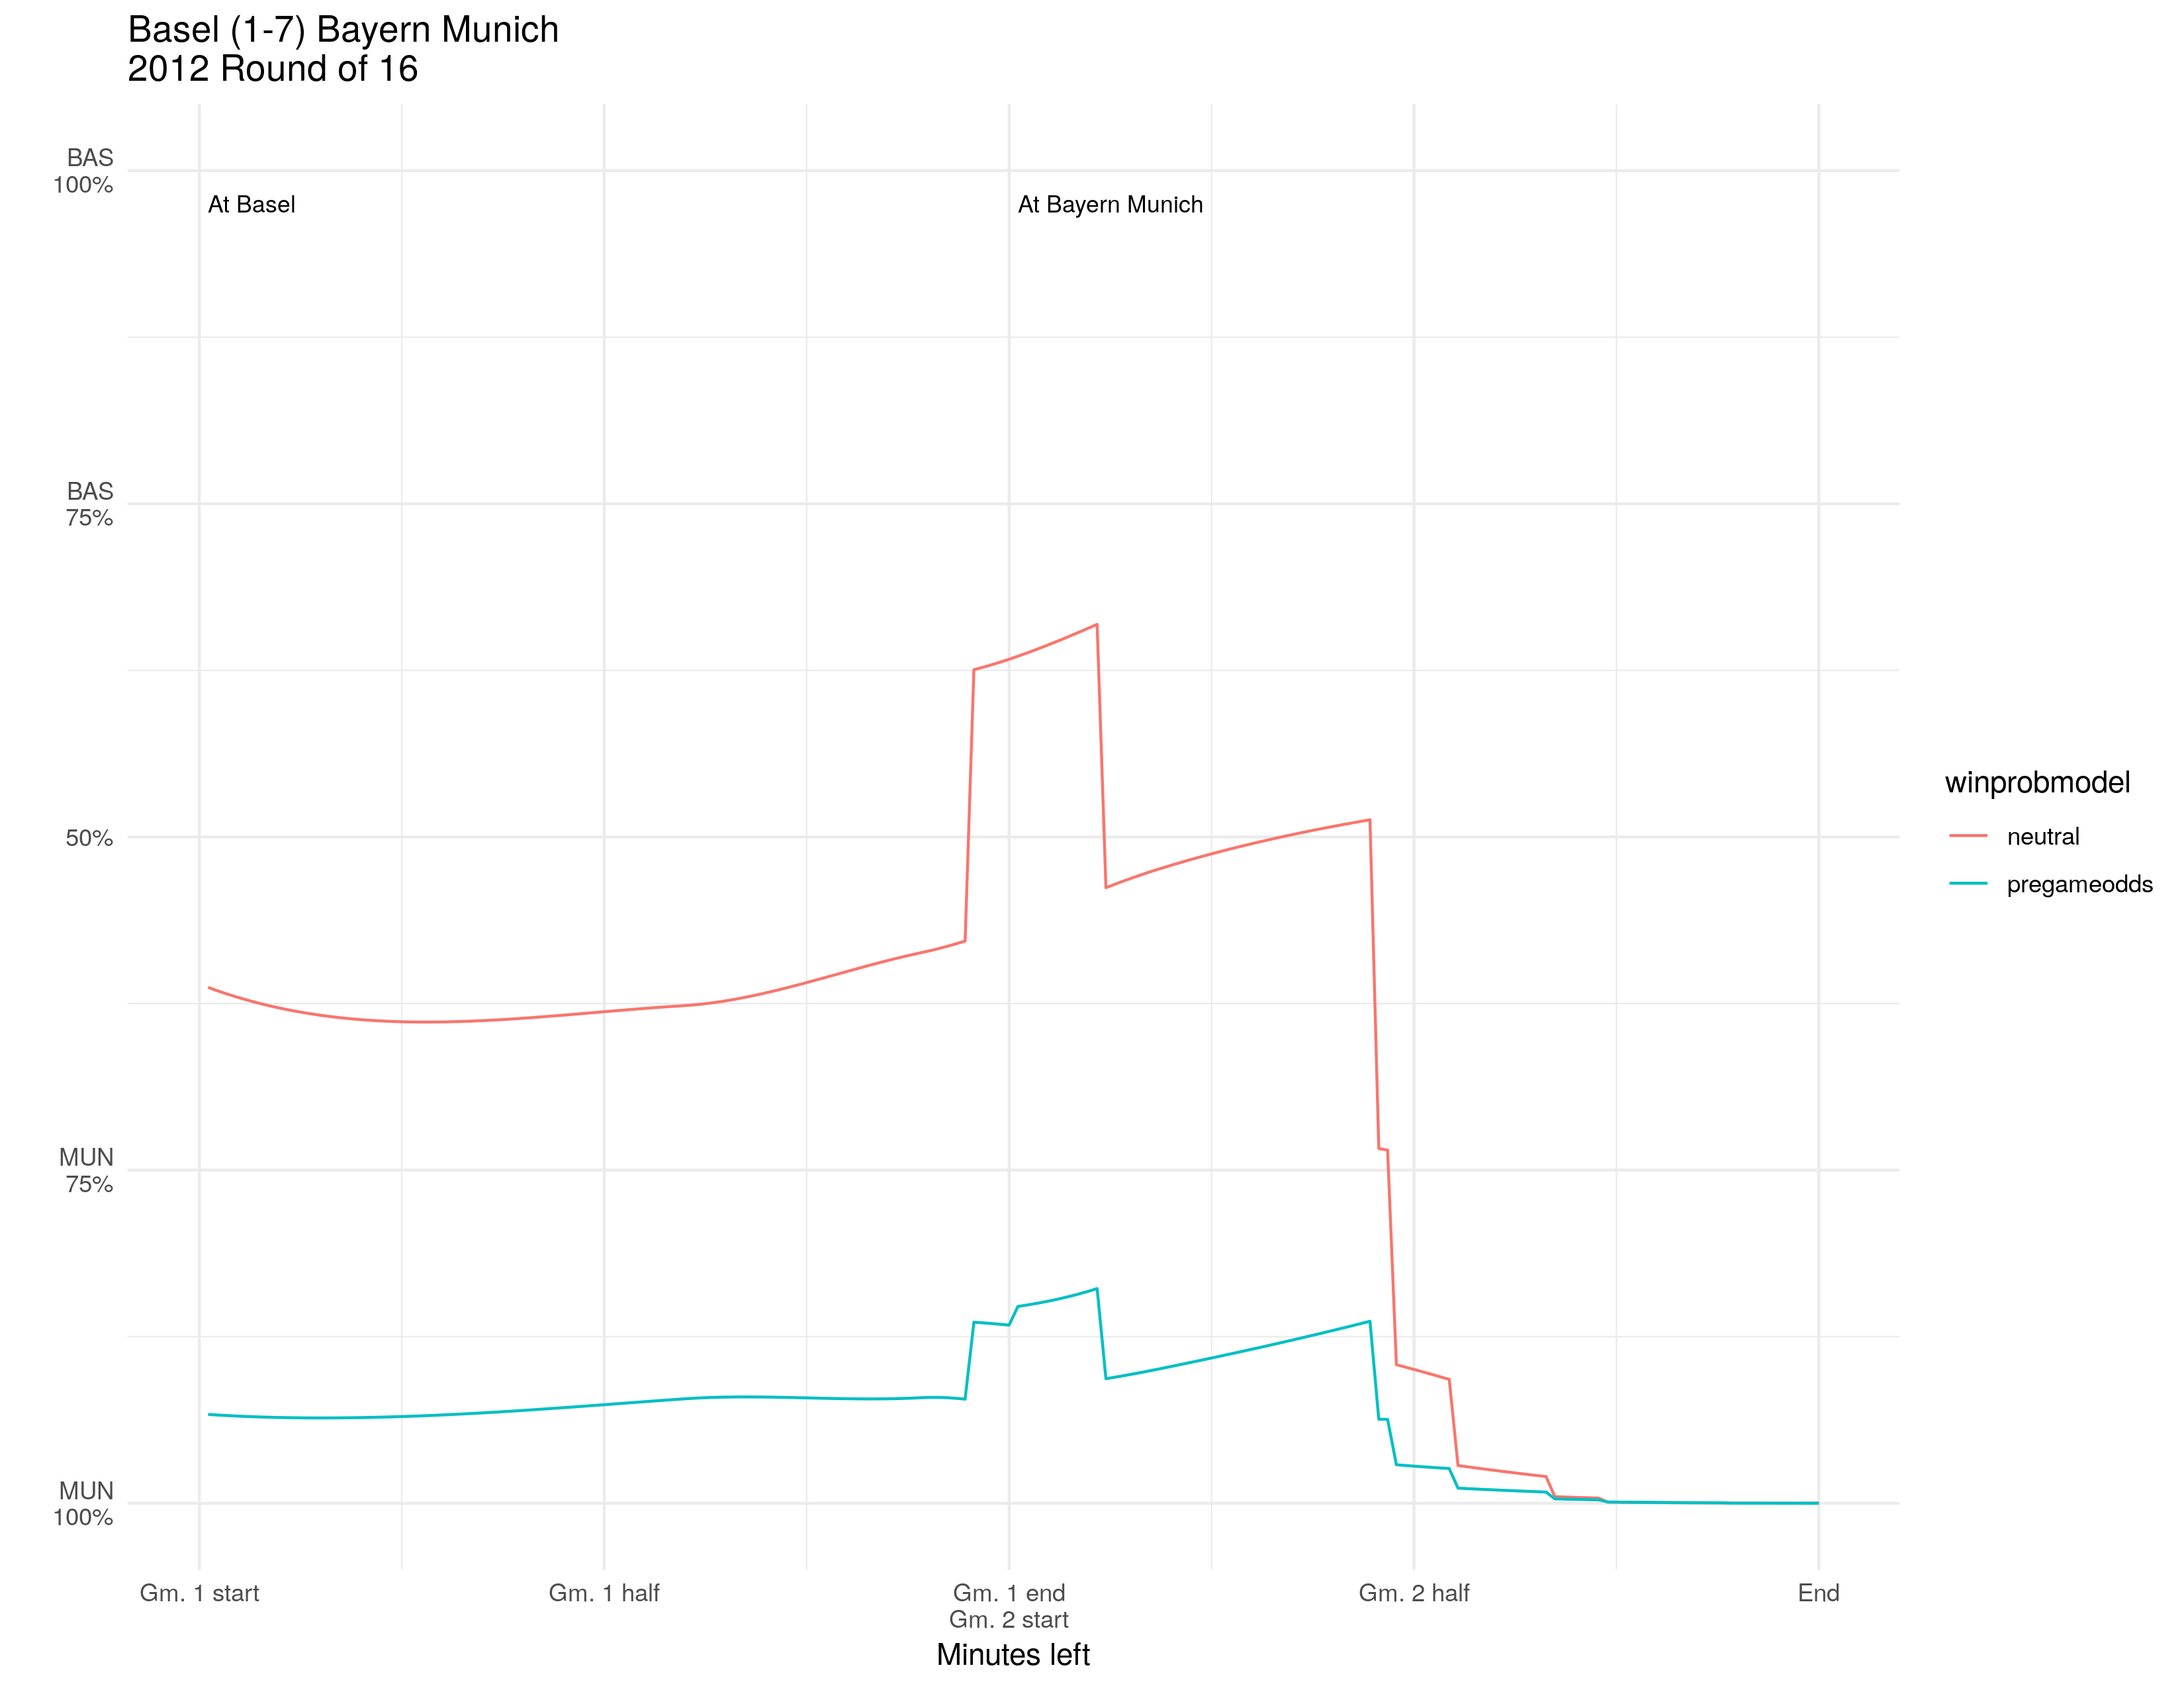 Basel (1-7) Bayern Munich
2012 Round of 16
BAS
100%
At Basel
At Bayern Munich
BAS
75%
50%
MUN
75%
MUN
100%
Gm. 1 start
Gm. 1 half
Gm. 1 end
Gm. 2 start
Gm. 2 half
End
Minutes left
winprobmodel
neutral
pregameodds